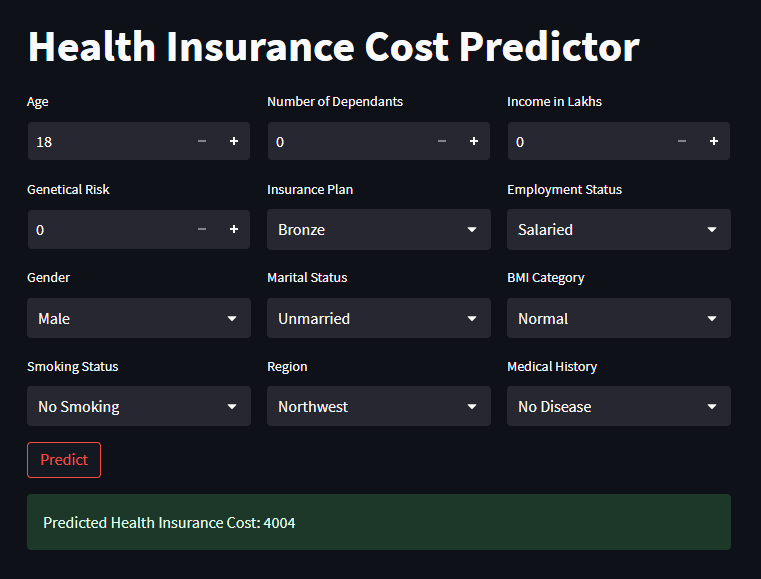 Health Insurance Cost Predictor
Age Number of Dependants Income in Lakhs
18 − + 0 − + 0 − +
Genetical Risk Insurance Plan Employment Status
0 − + Bronze Salaried
Gender Marital Status BMI Category
Male Unmarried Normal
Smoking Status Region Medical History
No Smoking Northwest No Disease
Predict
Predicted Health Insurance Cost: 4004